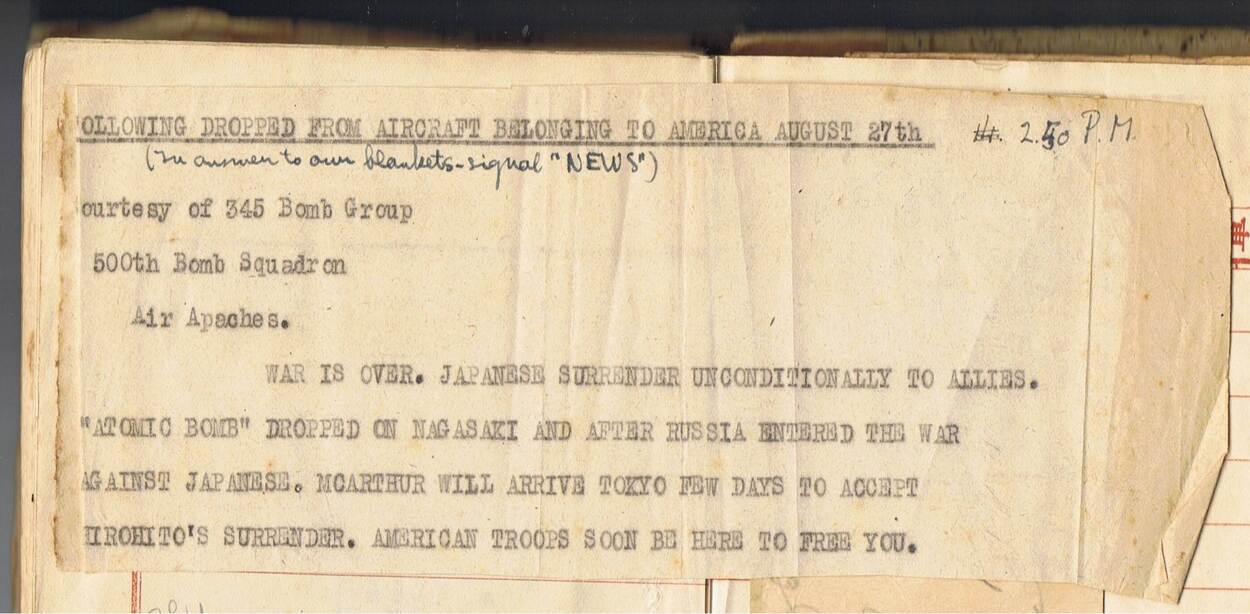 OLLOWING DROPPED FROM AIRCRAFT BELONGING TO AMERICA AUGUST 27th 2.50 P.M.
(In answer to our blankets-signal "NEWS")
ourtesy of 345 Bomb Group
500th Bomb Squadron
Air Apaches.
WAR IS OVER. JAPANESE SURRENDER UNCONDITIONALLY TO ALLIES.
"ATOMIC BOMB" DROPPED ON NAGASAKI AND AFTER RUSSIA ENTERED THE WAR
AGAINST JAPANESE. MCARTHUR WILL ARRIVE TOKYO FEW DAYS TO ACCEPT
HIROHITO'S SURRENDER. AMERICAN TROOPS SOON BE HERE TO FREE YOU.